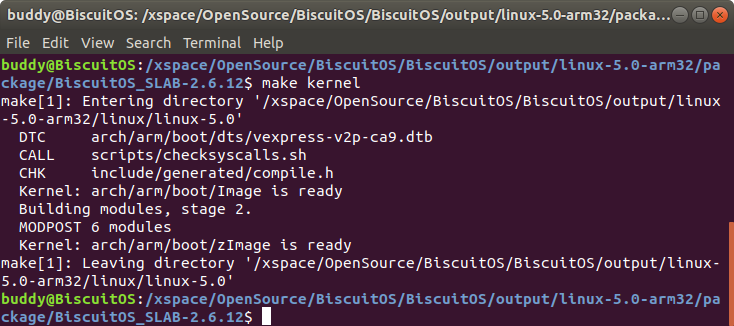 buddy@BiscuitOS: /xspace/OpenSource/BiscuitOS/BiscuitOS/output/linux-5.0-arm32/packa...
File Edit View Search Terminal Help
buddy@BiscuitOS:/xspace/OpenSource/BiscuitOS/BiscuitOS/output/linux-5.0-arm32/pa
ckage/BiscuitOS_SLAB-2.6.12$ make kernel
make[1]: Entering directory '/xspace/OpenSource/BiscuitOS/BiscuitOS/output/linux
-5.0-arm32/linux/linux-5.0'
  DTC     arch/arm/boot/dts/vexpress-v2p-ca9.dtb
  CALL    scripts/checksyscalls.sh
  CHK     include/generated/compile.h
  Kernel: arch/arm/boot/Image is ready
  Building modules, stage 2.
  MODPOST 6 modules
  Kernel: arch/arm/boot/zImage is ready
make[1]: Leaving directory '/xspace/OpenSource/BiscuitOS/BiscuitOS/output/linux-
5.0-arm32/linux/linux-5.0'
buddy@BiscuitOS:/xspace/OpenSource/BiscuitOS/BiscuitOS/output/linux-5.0-arm32/pa
ckage/BiscuitOS_SLAB-2.6.12$